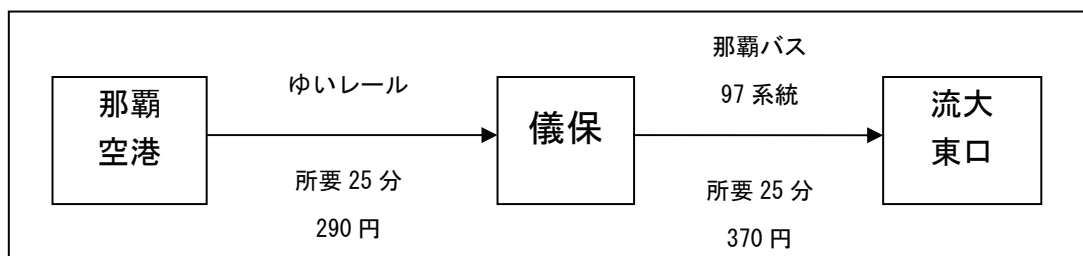 那覇
空港
ゆいレール
所要 25 分
290 円
儀保
那覇バス
97 系統
所要 25 分
370 円
流大
東口